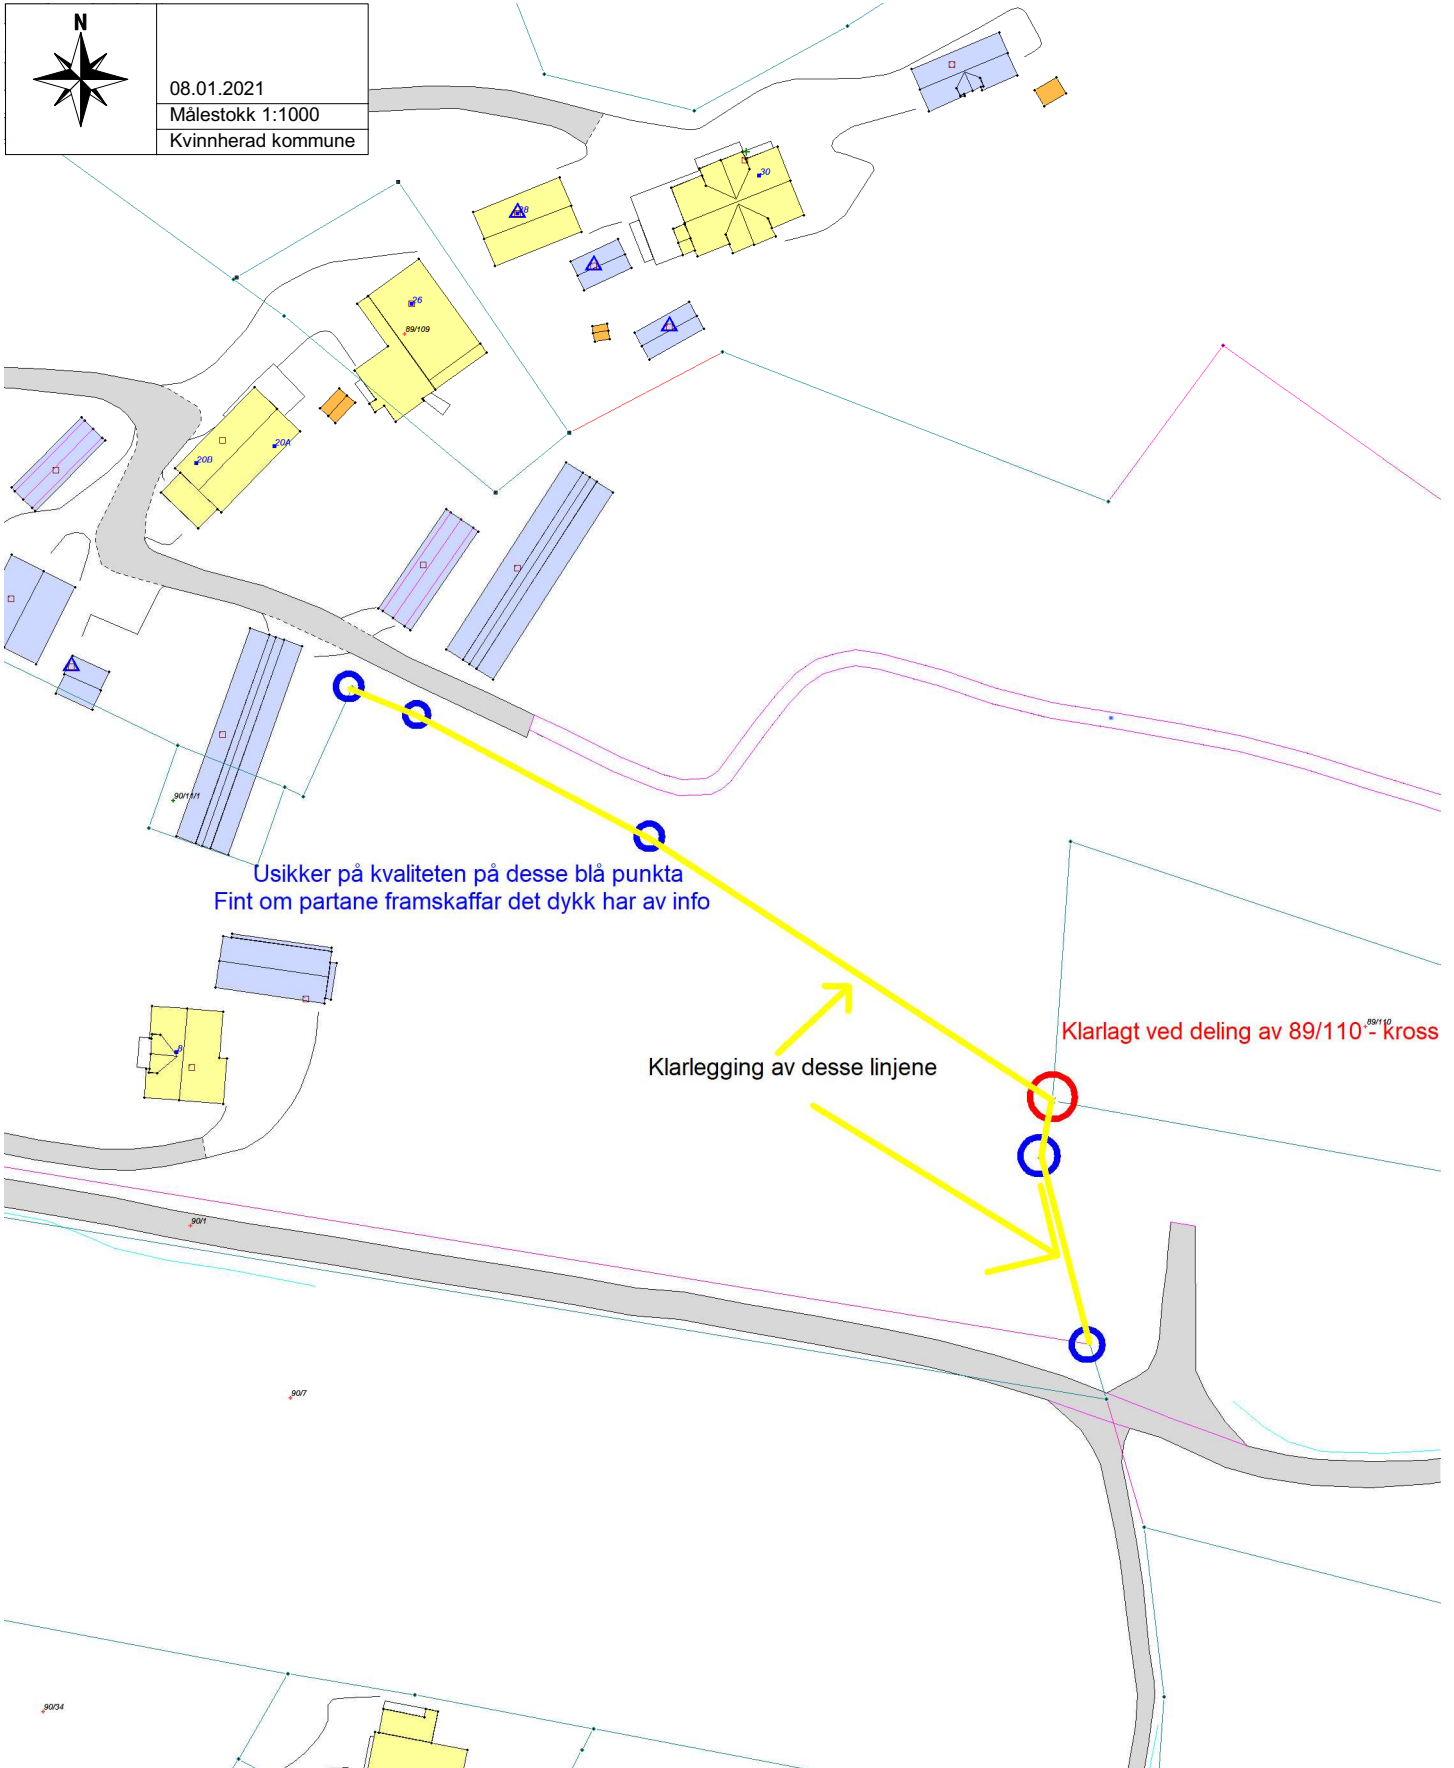 N
08.01.2021
Målestokk 1:1000
Kvinnherad kommune
30
26
89/109
20A
20B
90/11/1
Usikker på kvaliteten på desse blå punkta
Fint om partane framskaffar det dykk har av info
89/110
Klarlagt ved deling av 89/110 - kross
Klarlegging av desse linjene
8
90/1
90/7
90/34